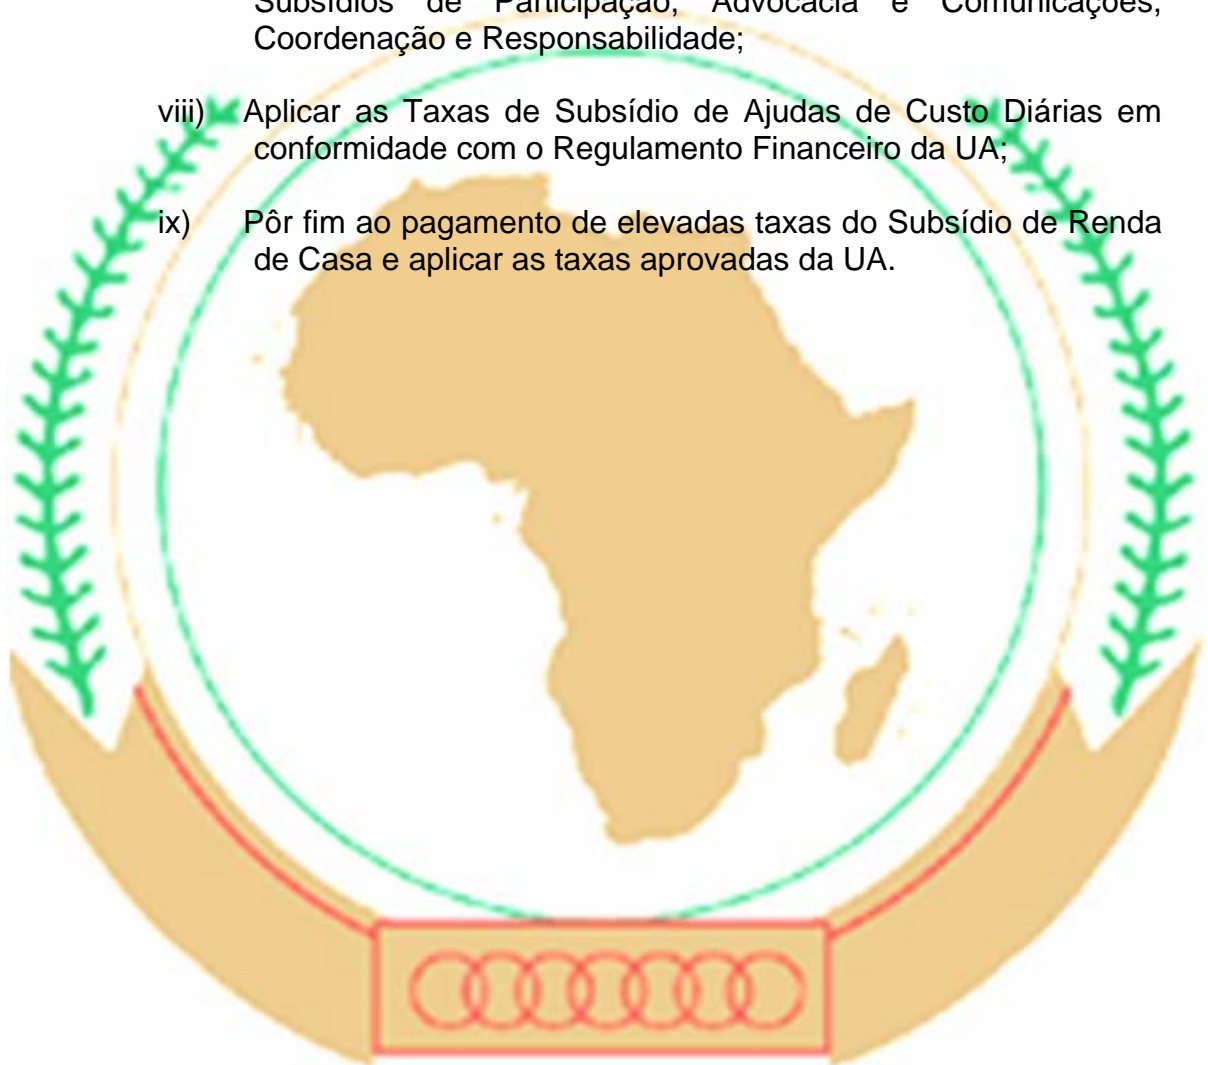 Subsídios de Participação, Advocacia e Comunicações,
Coordenação e Responsabilidade;
viii) Aplicar as Taxas de Subsídio de Ajudas de Custo Diárias em
conformidade com o Regulamento Financeiro da UA;
ix) Pôr fim ao pagamento de elevadas taxas do Subsídio de Renda
de Casa e aplicar as taxas aprovadas da UA.